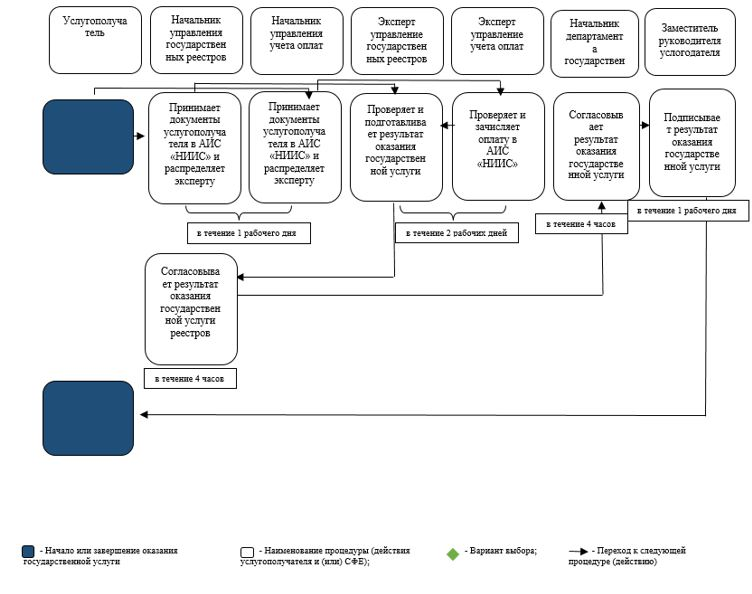 Услугополуча
тель
Начальник
управления
государствен
ных реестров
Начальник
управления
учета оплат
Эксперт
управление
государствен
ных реестров
Эксперт
управление
учета оплат
Начальник
департамент
а
государствен
Заместитель
руководителя
услогодателя
Принимает
документы
услугополуча
теля в АИС
«НИИС» и
распределяет
эксперту
Принимает
документы
услугополуча
теля в АИС
«НИИС» и
распределяет
эксперту
Проверяет и
подготавлива
ет результат
оказания
государствен
ной услуги
Проверяет и
зачисляет
оплату в
АИС
«НИИС»
Согласовыв
ает
результат
оказания
государстве
нной услуги
Подписывае
т результат
оказания
государстве
нной услуги
в течение 1 рабочего дня
в течение 2 рабочих дней
в течение 4 часов
в течение 1 рабочего дня
Согласовыва
ет результат
оказания
государствен
ной услуги
реестров
в течение 4 часов
- Начало или завершение оказания
государственной услуги
- Наименование процедуры (действия
услугополучателя и (или) СФЕ);
- Вариант выбора;
- Переход к следующей
процедуре (действию)